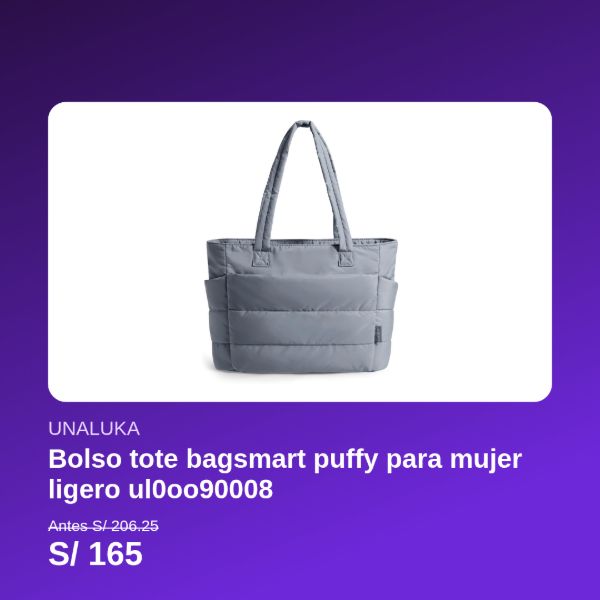 UNALUKA
Bolso tote bagsmart puffy para mujer
ligero ul0oo90008
Antes S/ 206.25
S/ 165